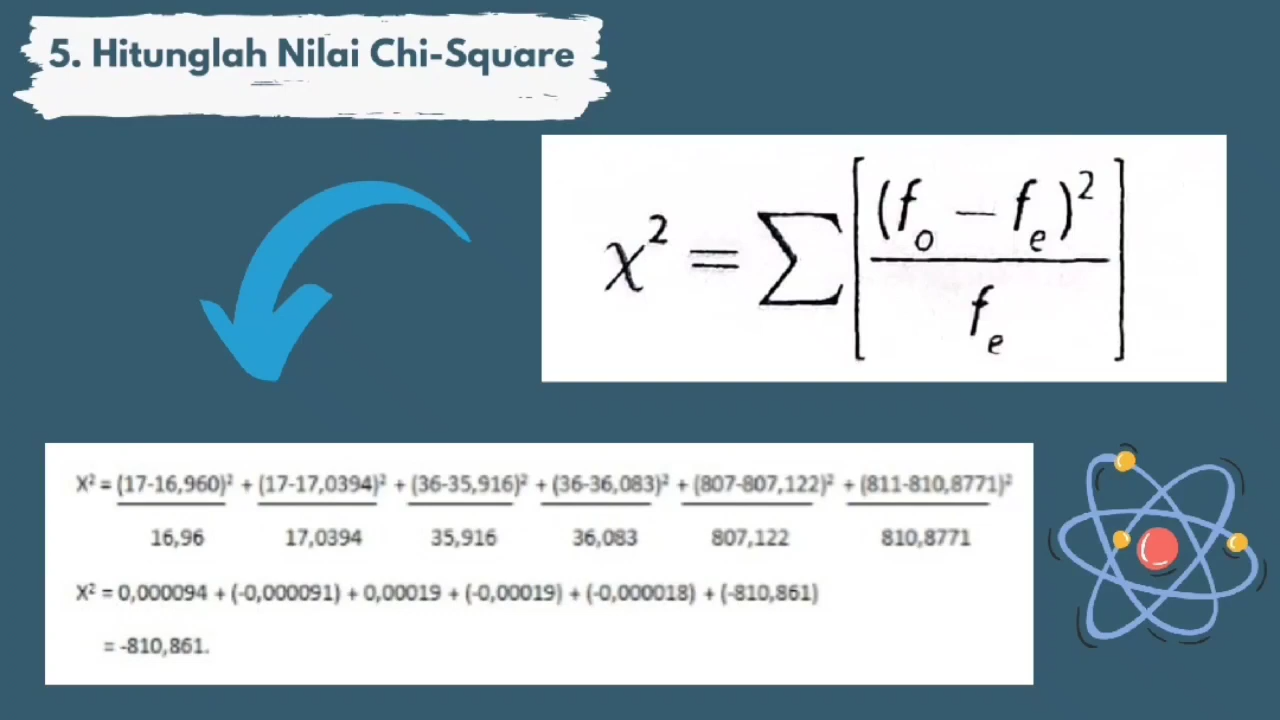 5. Hitunglah Nilai Chi-Square
χ² = ∑ [ (f₀ − fₑ)² / fₑ ]
X² = (17-16,960)² + (17-17,0394)² + (36-35,916)² + (36-36,083)² + (807-807,122)² + (811-810,8771)²
16,96 17,0394 35,916 36,083 807,122 810,8771
X² = 0,000094 + (-0,000091) + 0,00019 + (-0,00019) + (-0,000018) + (-810,861)
= -810,861.